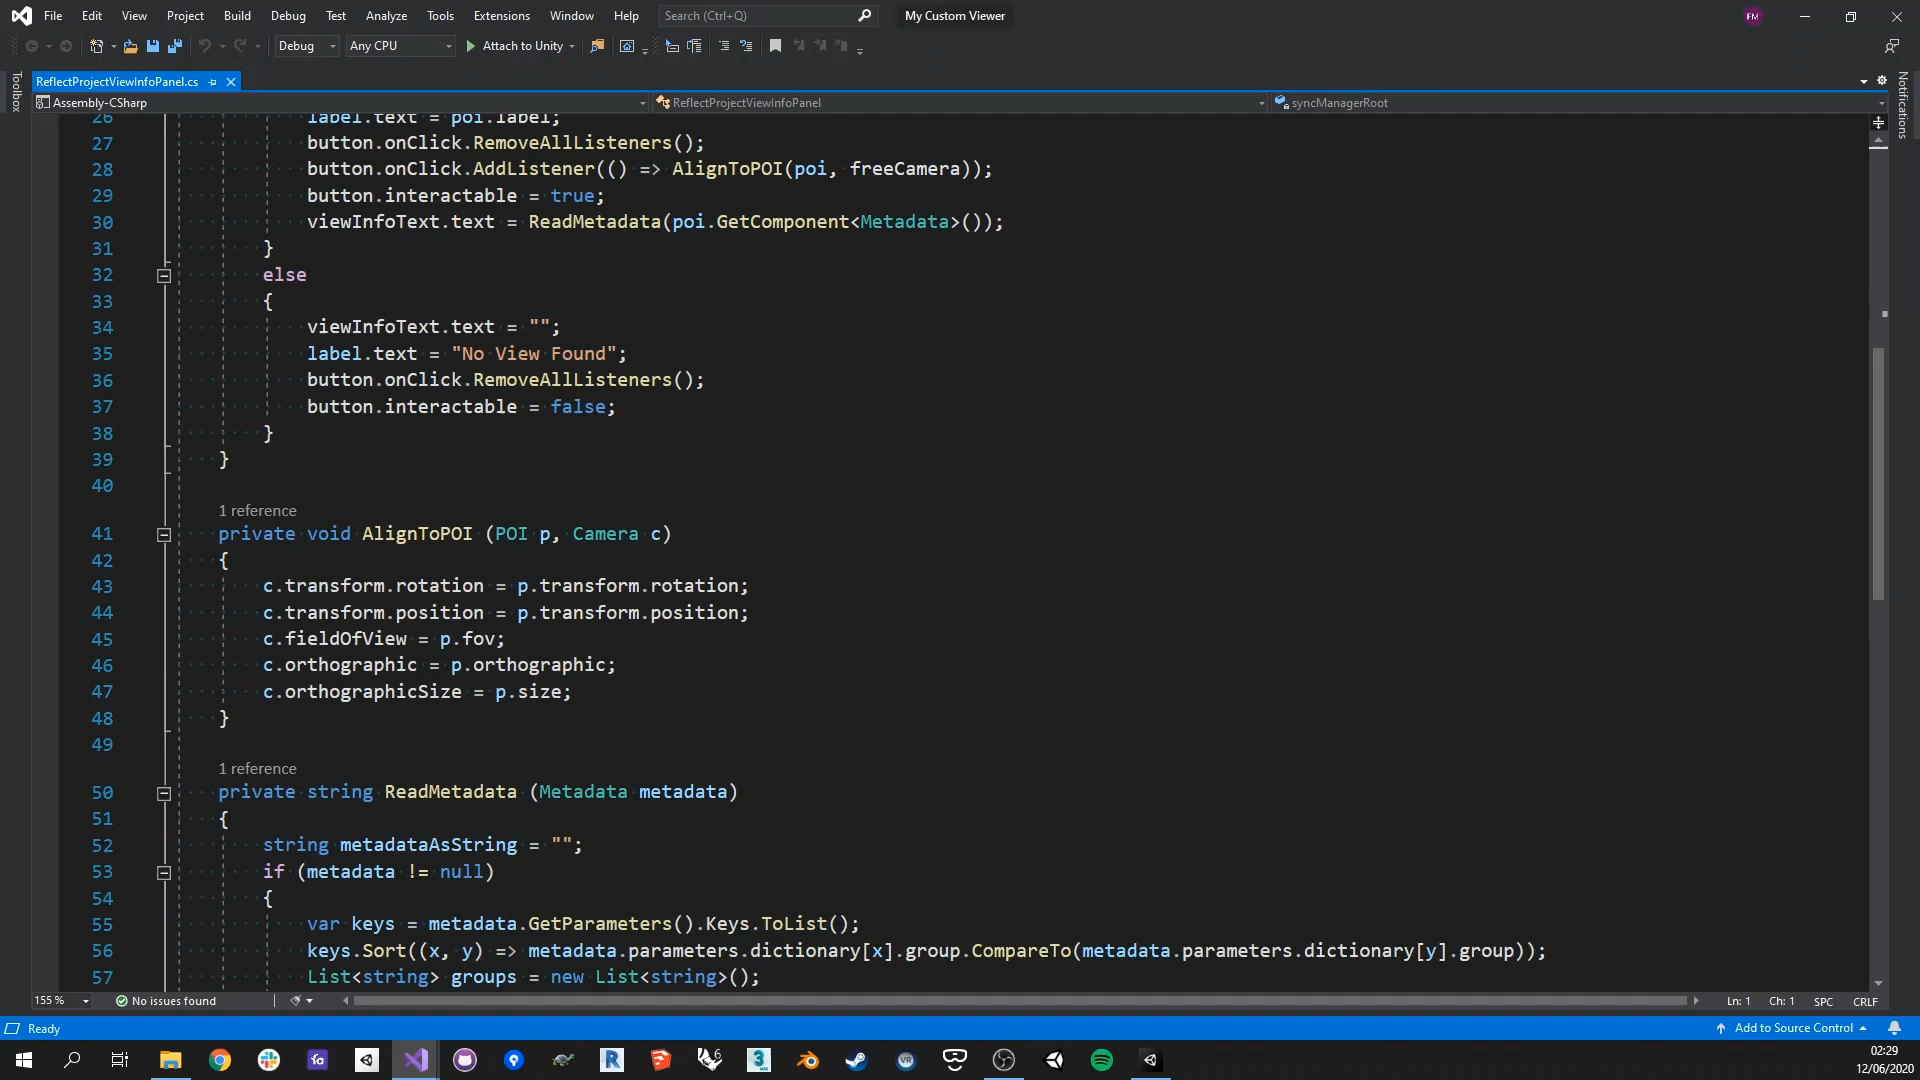 File Edit View Project Build Debug Test Analyze Tools Extensions Window Help Search (Ctrl+Q) My Custom Viewer FM
Debug Any CPU Attach to Unity
Toolbox
ReflectProjectViewInfoPanel.cs
Notifications
Assembly-CSharp ReflectProjectViewInfoPanel syncManagerRoot
26 label.text = poi.label;
27 button.onClick.RemoveAllListeners();
28 button.onClick.AddListener(() => AlignToPOI(poi, freeCamera));
29 button.interactable = true;
30 viewInfoText.text = ReadMetadata(poi.GetComponent<Metadata>());
31 }
32 else
33 {
34 viewInfoText.text = "";
35 label.text = "No View Found";
36 button.onClick.RemoveAllListeners();
37 button.interactable = false;
38 }
39 }
40
1 reference
41 private void AlignToPOI (POI p, Camera c)
42 {
43 c.transform.rotation = p.transform.rotation;
44 c.transform.position = p.transform.position;
45 c.fieldOfView = p.fov;
46 c.orthographic = p.orthographic;
47 c.orthographicSize = p.size;
48 }
49
1 reference
50 private string ReadMetadata (Metadata metadata)
51 {
52 string metadataAsString = "";
53 if (metadata != null)
54 {
55 var keys = metadata.GetParameters().Keys.ToList();
56 keys.Sort((x, y) => metadata.parameters.dictionary[x].group.CompareTo(metadata.parameters.dictionary[y].group));
57 List<string> groups = new List<string>();
155 % No issues found Ln: 1 Ch: 1 SPC CRLF
Ready Add to Source Control
02:29
12/06/2020